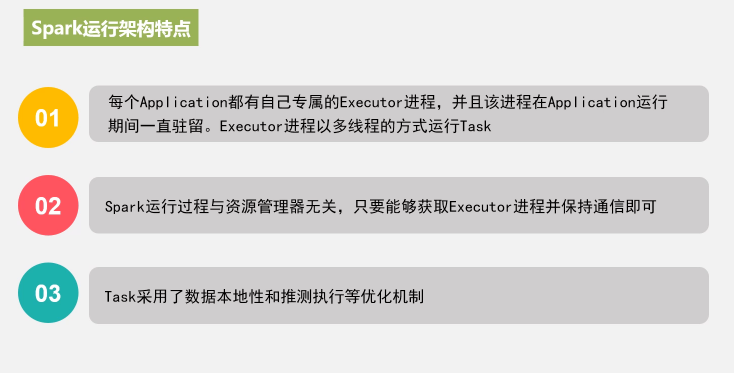 Spark运行架构特点
01
每个Application都有自己专属的Executor进程，并且该进程在Application运行
期间一直驻留。Executor进程以多线程的方式运行Task
02
Spark运行过程与资源管理器无关，只要能够获取Executor进程并保持通信即可
03
Task采用了数据本地性和推测执行等优化机制